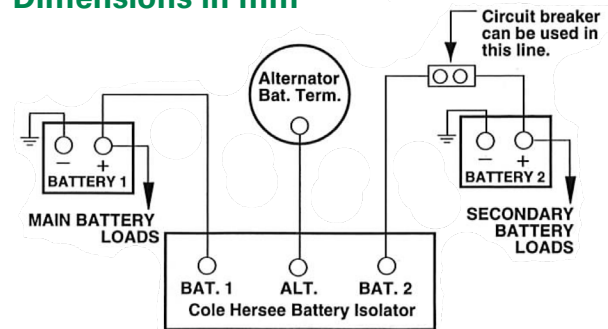 Dimensions in mm
Circuit breaker
can be used in
this line.
Alternator
Bat. Term.
− +
BATTERY 1
− +
BATTERY 2
MAIN BATTERY
LOADS
SECONDARY
BATTERY
LOADS
BAT. 1 ALT. BAT. 2
Cole Hersee Battery Isolator